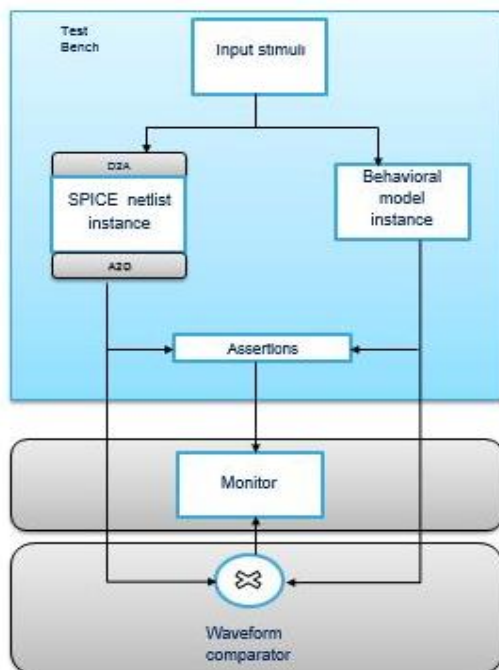 Test
Bench
Input stimuli
D2A
SPICE netlist
instance
A2D
Behavioral
model
instance
Assertions
Monitor
Waveform
comparator